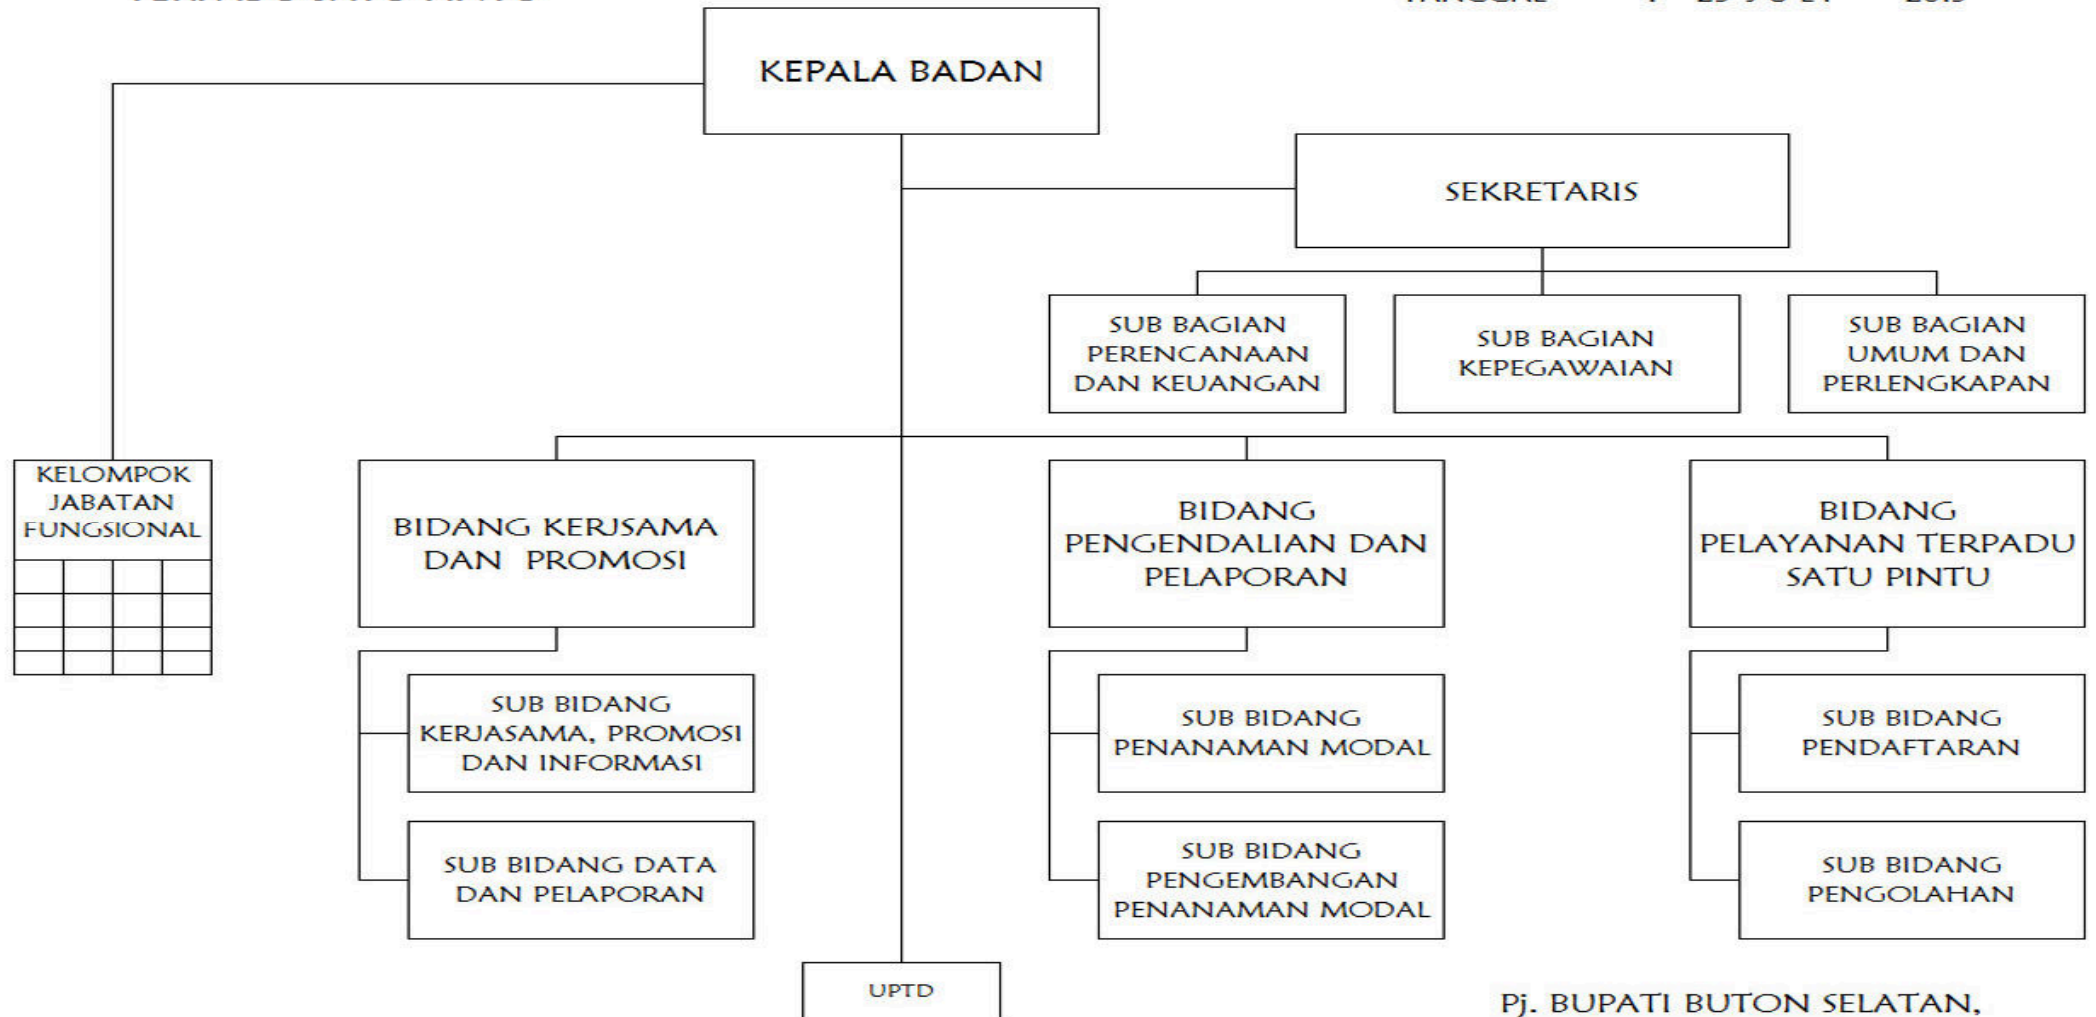 KEPALA BADAN
SEKRETARIS
SUB BAGIAN
PERENCANAAN
DAN KEUANGAN
SUB BAGIAN
KEPEGAWAIAN
SUB BAGIAN
UMUM DAN
PERLENGKAPAN
KELOMPOK
JABATAN
FUNGSIONAL
BIDANG KERJSAMA
DAN PROMOSI
BIDANG
PENGENDALIAN DAN
PELAPORAN
BIDANG
PELAYANAN TERPADU
SATU PINTU
SUB BIDANG
KERJASAMA, PROMOSI
DAN INFORMASI
SUB BIDANG
PENANAMAN MODAL
SUB BIDANG
PENDAFTARAN
SUB BIDANG DATA
DAN PELAPORAN
SUB BIDANG
PENGEMBANGAN
PENANAMAN MODAL
SUB BIDANG
PENGOLAHAN
UPTD
Pj. BUPATI BUTON SELATAN,